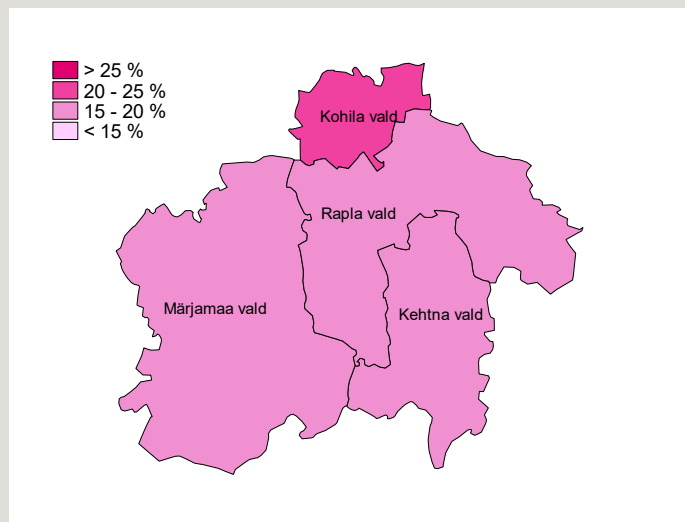 > 25 %
20 - 25 %
15 - 20 %
< 15 %
Kohila vald
Rapla vald
Märjamaa vald
Kehtna vald